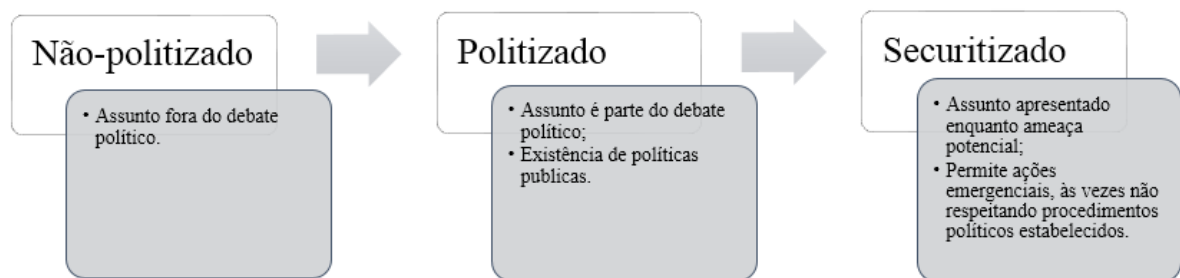 Não-politizado
• Assunto fora do debate
político.
Politizado
• Assunto é parte do debate
político;
• Existência de políticas
publicas.
Securitizado
• Assunto apresentado
enquanto ameaça
potencial;
• Permite ações
emergenciais, às vezes não
respeitando procedimentos
políticos estabelecidos.